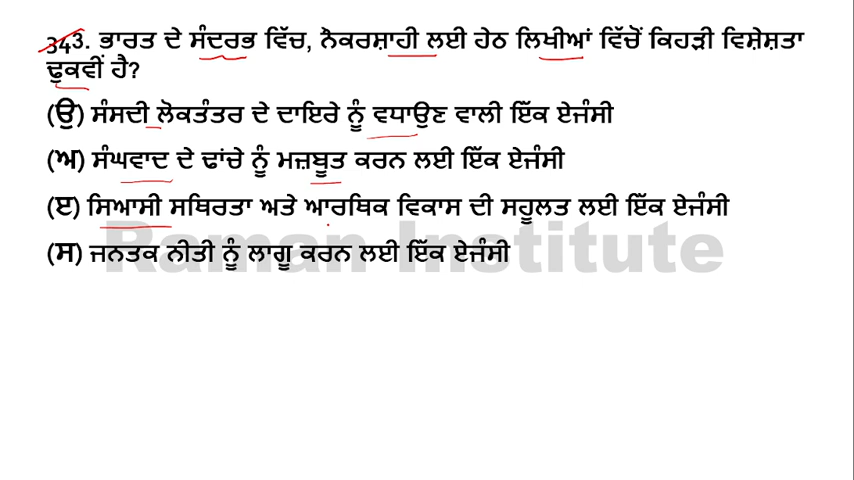 343. ਭਾਰਤ ਦੇ ਸੰਦਰਭ ਵਿੱਚ, ਨੌਕਰਸ਼ਾਹੀ ਲਈ ਹੇਠ ਲਿਖੀਆਂ ਵਿੱਚੋਂ ਕਿਹੜੀ ਵਿਸ਼ੇਸ਼ਤਾ
ਢੁਕਵੀਂ ਹੈ?
(ੳ) ਸੰਸਦੀ ਲੋਕਤੰਤਰ ਦੇ ਦਾਇਰੇ ਨੂੰ ਵਧਾਉਣ ਵਾਲੀ ਇੱਕ ਏਜੰਸੀ
(ਅ) ਸੰਘਵਾਦ ਦੇ ਢਾਂਚੇ ਨੂੰ ਮਜ਼ਬੂਤ ਕਰਨ ਲਈ ਇੱਕ ਏਜੰਸੀ
(ੲ) ਸਿਆਸੀ ਸਥਿਰਤਾ ਅਤੇ ਆਰਥਿਕ ਵਿਕਾਸ ਦੀ ਸਹੂਲਤ ਲਈ ਇੱਕ ਏਜੰਸੀ
(ਸ) ਜਨਤਕ ਨੀਤੀ ਨੂੰ ਲਾਗੂ ਕਰਨ ਲਈ ਇੱਕ ਏਜੰਸੀ
Raman Institute